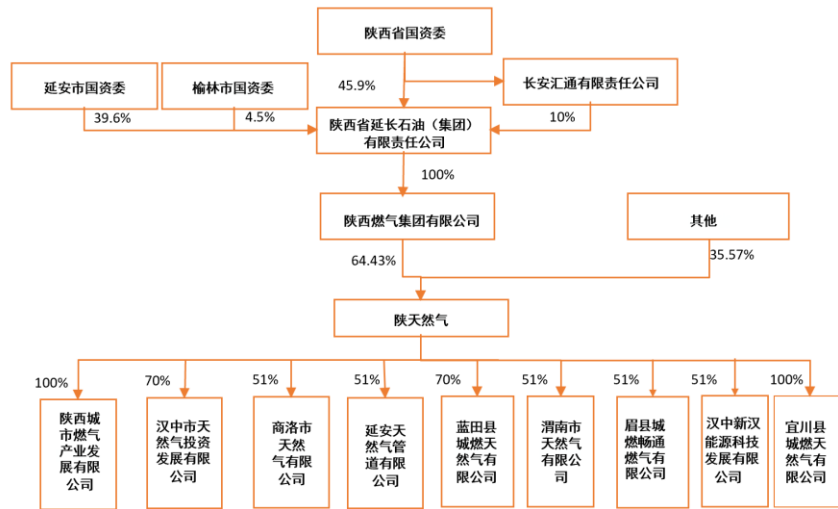 陕西省国资委
延安市国资委
榆林市国资委
45.9%
长安汇通有限责任公司
39.6%
4.5%
陕西省延长石油（集团）
有限责任公司
10%
100%
陕西燃气集团有限公司
其他
64.43%
35.57%
陕天然气
100%
70%
51%
51%
70%
51%
51%
51%
100%
陕西城
市燃气
产业发
展有限
公司
汉中市天
然气投资
发展有限
公司
商洛市
天然
气有限
公司
延安天
然气管
道有限
公司
蓝田县
城燃天
然气有
限公司
渭南市
天然气
有限公
司
眉县城
燃畅通
燃气有
限公司
汉中新汉
能源科技
发展有限
公司
宜川县
城燃天
然气有
限公司